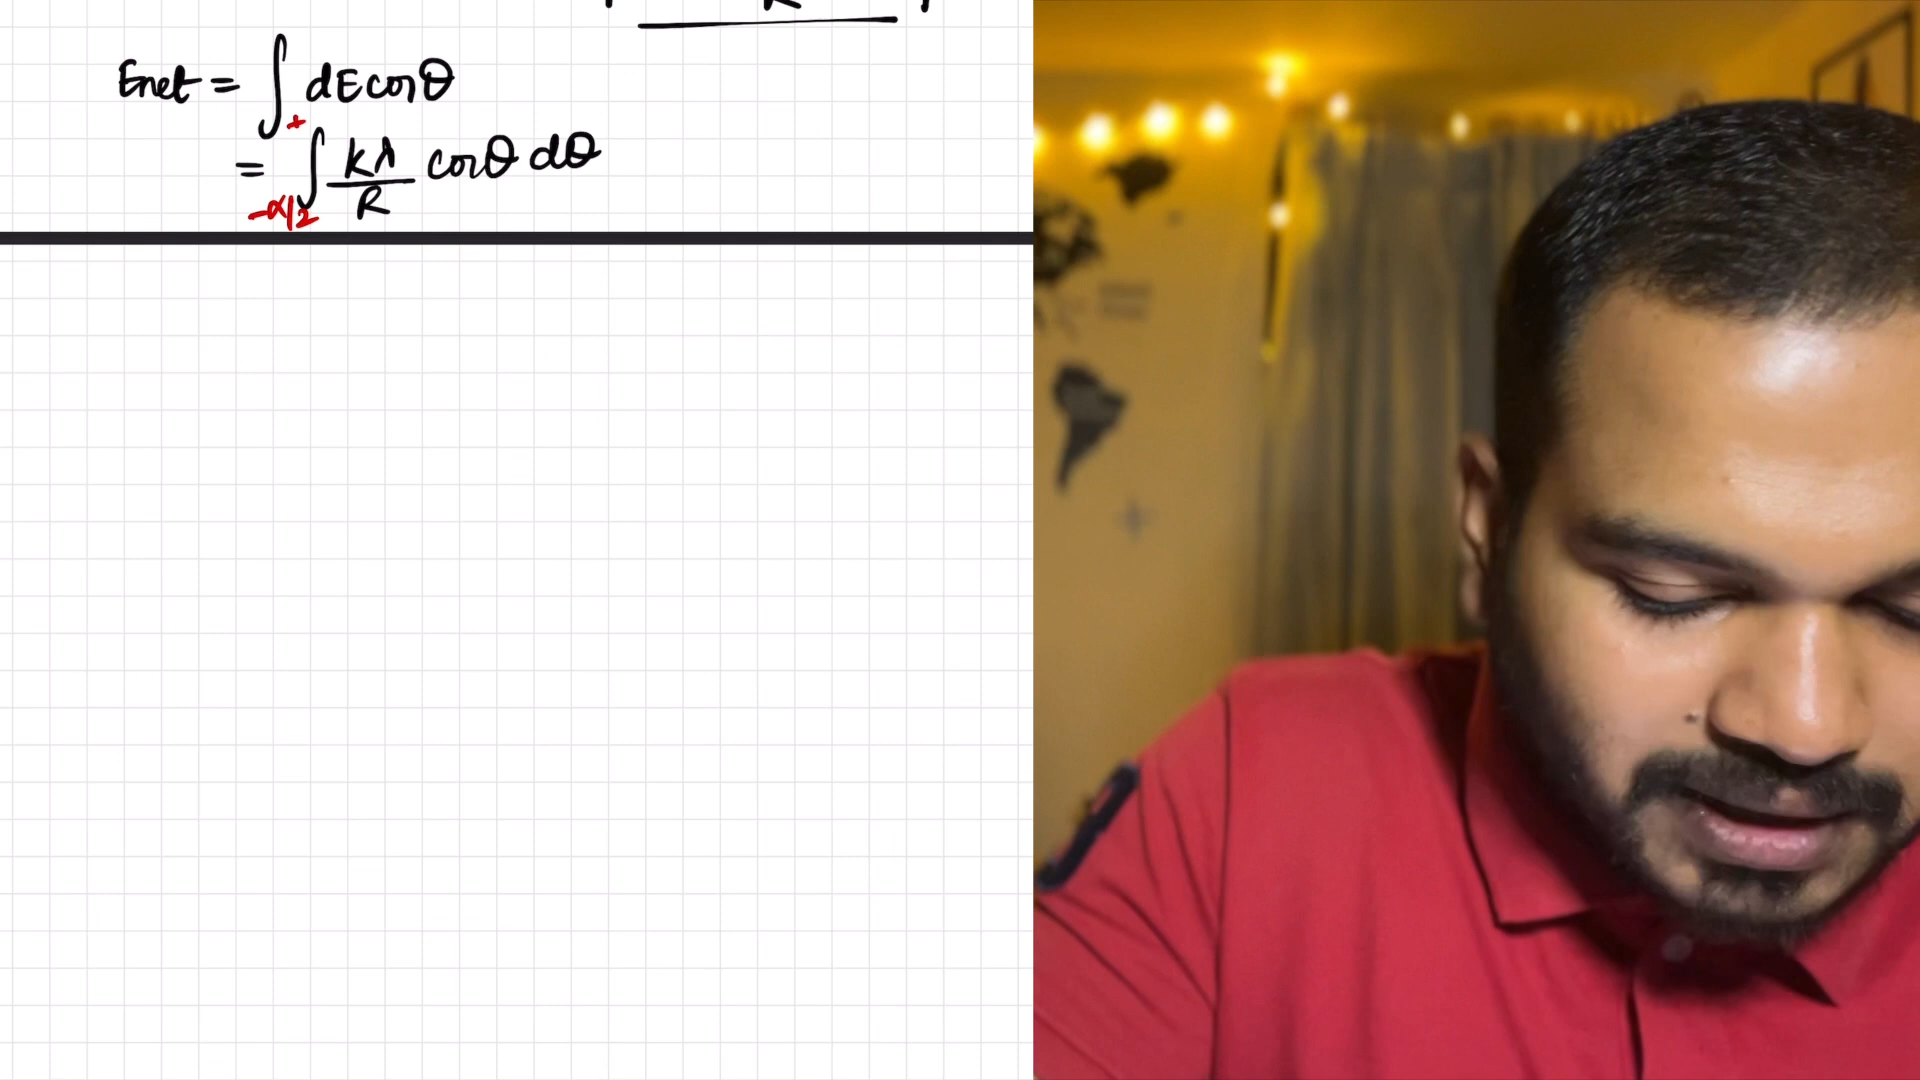 Enet = ∫ dE cosθ
= ∫_{-α/2}^{+} Kλ/R cosθ dθ